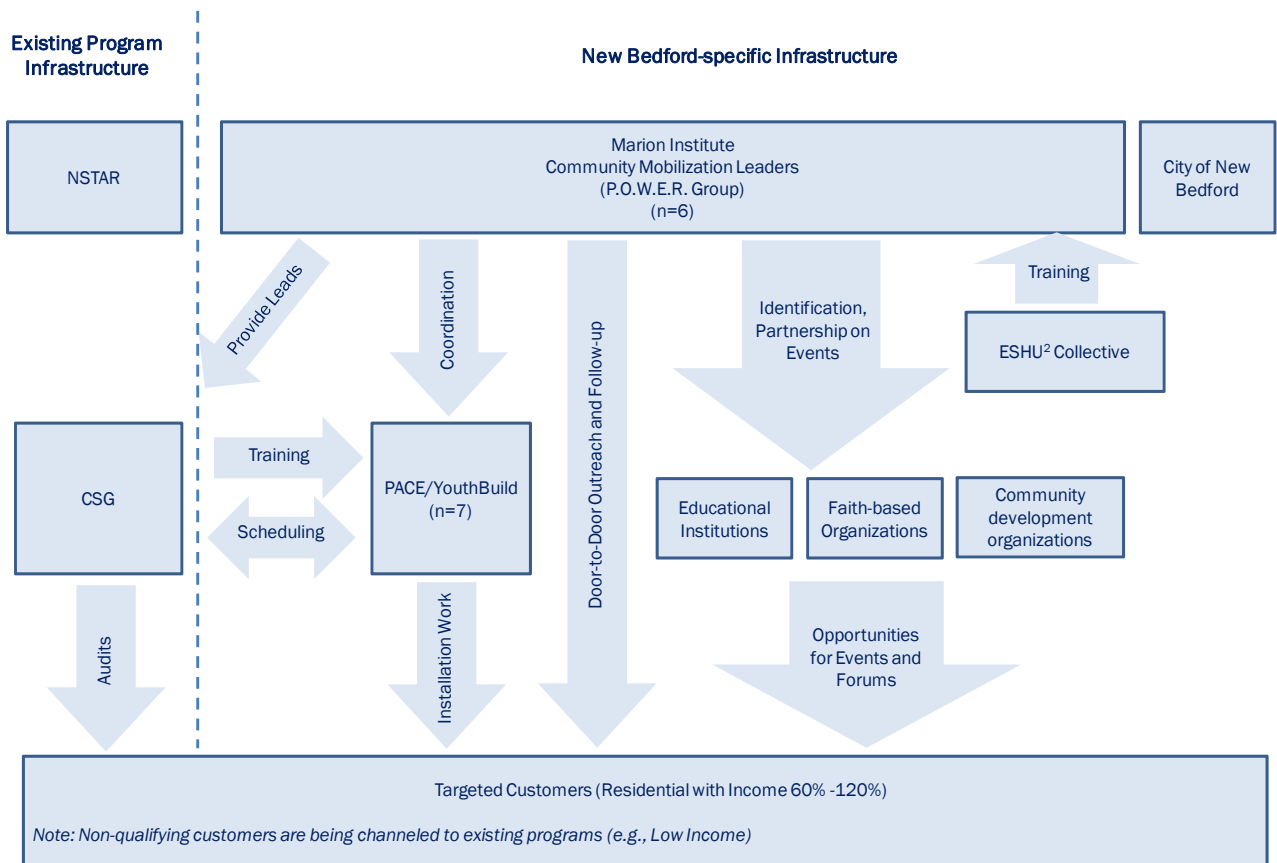 Existing Program
Infrastructure
New Bedford-specific Infrastructure
NSTAR
Marion Institute
Community Mobilization Leaders
(P.O.W.E.R. Group)
(n=6)
City of New
Bedford
Provide Leads
Coordination
Door-to-Door Outreach and Follow-up
Identification,
Partnership on
Events
Training
ESHU² Collective
CSG
Training
Scheduling
PACE/YouthBuild
(n=7)
Educational
Institutions
Faith-based
Organizations
Community
development
organizations
Audits
Installation Work
Opportunities
for Events and
Forums
Targeted Customers (Residential with Income 60% -120%)
Note: Non-qualifying customers are being channeled to existing programs (e.g., Low Income)